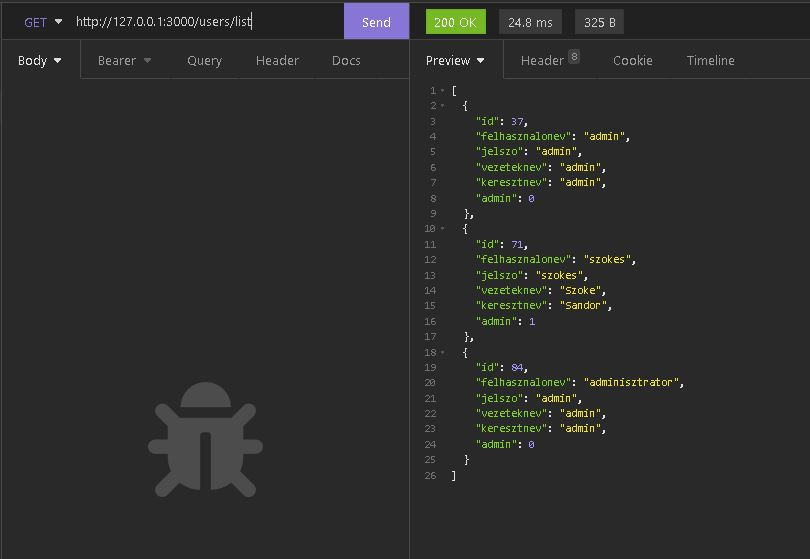 GET http://127.0.0.1:3000/users/list Send 200 OK 24.8 ms 325 B
Body Bearer Query Header Docs Preview Header 8 Cookie Timeline
1 [
2 {
3 "id": 37,
4 "felhasznalonev": "admin",
5 "jelszo": "admin",
6 "vezeteknev": "admin",
7 "keresztnev": "admin",
8 "admin": 0
9 },
10 {
11 "id": 71,
12 "felhasznalonev": "szokes",
13 "jelszo": "szokes",
14 "vezeteknev": "Szoke",
15 "keresztnev": "Sandor",
16 "admin": 1
17 },
18 {
19 "id": 84,
20 "felhasznalonev": "adminisztrator",
21 "jelszo": "admin",
22 "vezeteknev": "admin",
23 "keresztnev": "admin",
24 "admin": 0
25 }
26 ]